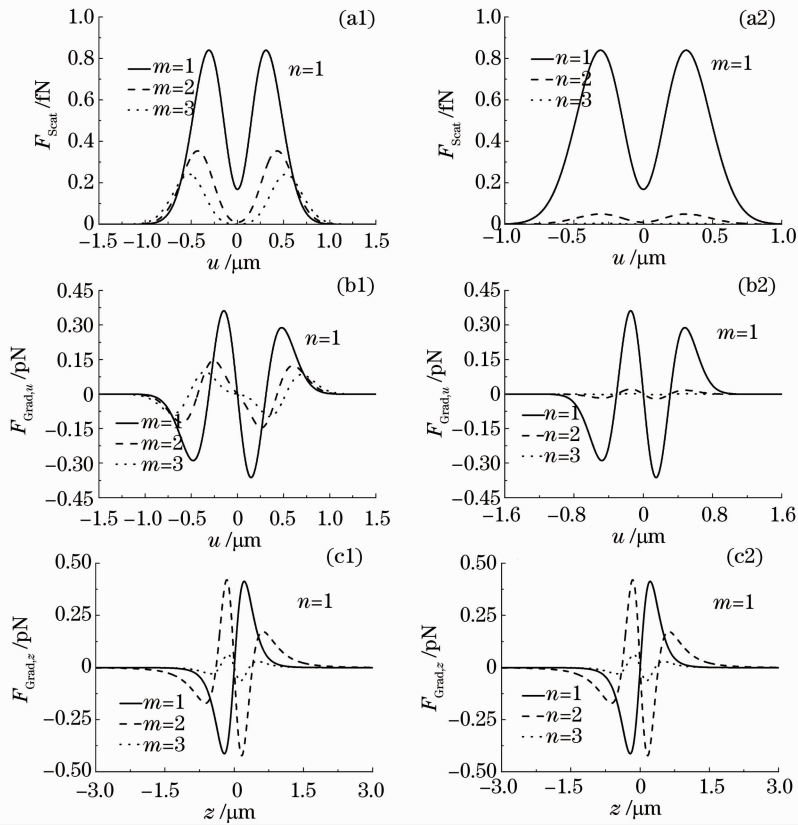 (a1)
1.0
0.8
0.6
0.4
0.2
0
F_Scat /fN
m=1
m=2
m=3
n=1
−1.5 −1.0 −0.5 0 0.5 1.0 1.5
u /μm
(a2)
1.0
0.8
0.6
0.4
0.2
0
F_Scat /fN
n=1
n=2
n=3
m=1
−1.0 −0.5 0 0.5 1.0
u /μm
(b1)
0.45
0.30
0.15
0
−0.15
−0.30
−0.45
F_Grad,u /pN
n=1
m=1
m=2
m=3
−1.5 −1.0 −0.5 0 0.5 1.0 1.5
u /μm
(b2)
0.45
0.30
0.15
0
−0.15
−0.30
−0.45
F_Grad,u /pN
m=1
n=1
n=2
n=3
−1.6 −0.8 0 0.8 1.6
u /μm
(c1)
0.50
0.25
0
−0.25
−0.50
F_Grad,z /pN
n=1
m=1
m=2
m=3
−3.0 −1.5 0 1.5 3.0
z /μm
(c2)
0.50
0.25
0
−0.25
−0.50
F_Grad,z /pN
m=1
n=1
n=2
n=3
−3.0 −1.5 0 1.5 3.0
z /μm